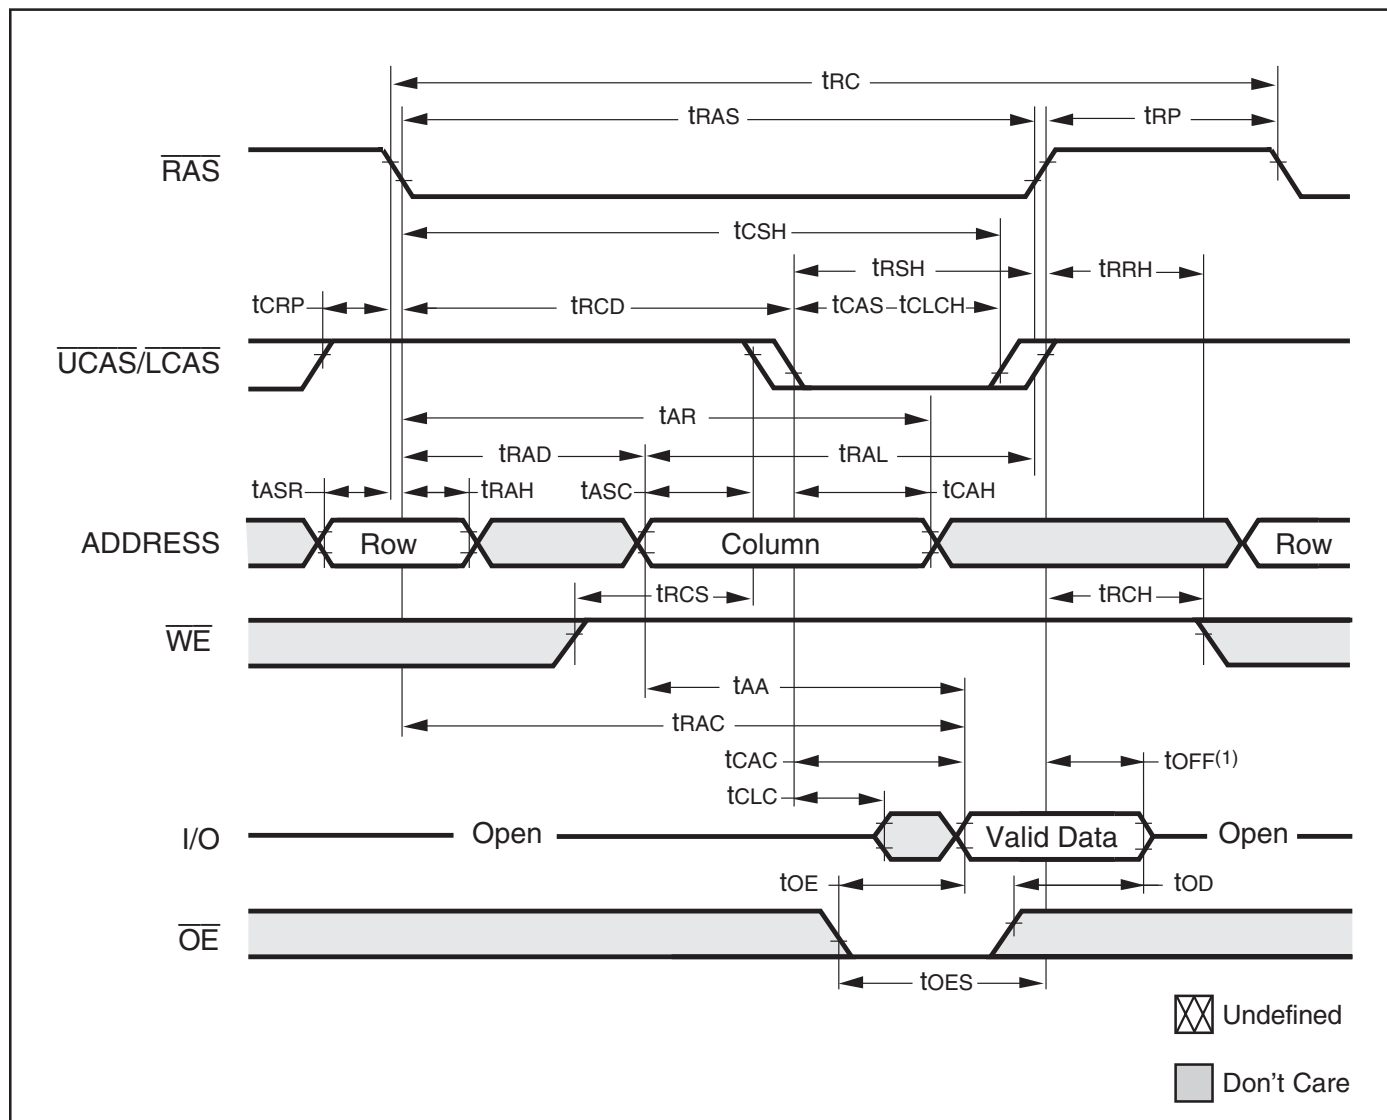 tRC
tRAS tRP
RAS
tCSH
tRSH tRRH
tCRP tRCD tCAS tCLCH
UCAS/LCAS
tAR
tRAD tRAL
tASR tRAH tASC tCAH
ADDRESS Row Column Row
tRCS tRCH
WE
tAA
tRAC
tCAC tOFF(1)
tCLC
I/O Open Valid Data Open
tOE tOD
OE
tOES
Undefined
Don't Care